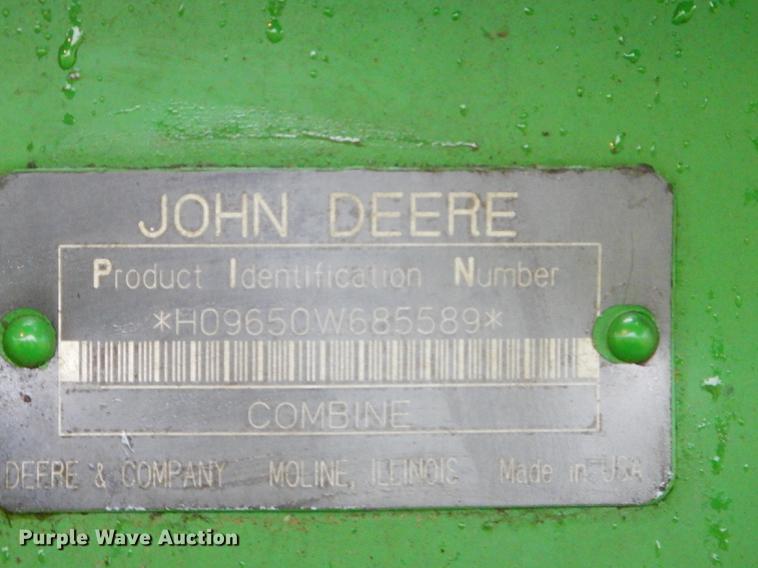 JOHN DEERE
Product Identification Number
*H09650W685589*
COMBINE
DEERE & COMPANY MOLINE, ILLINOIS Made in USA
Purple Wave Auction